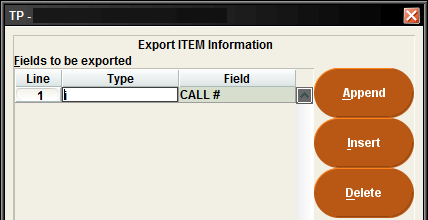 TP -
Export ITEM Information
Fields to be exported
Line Type Field
1 i CALL #
Append
Insert
Delete